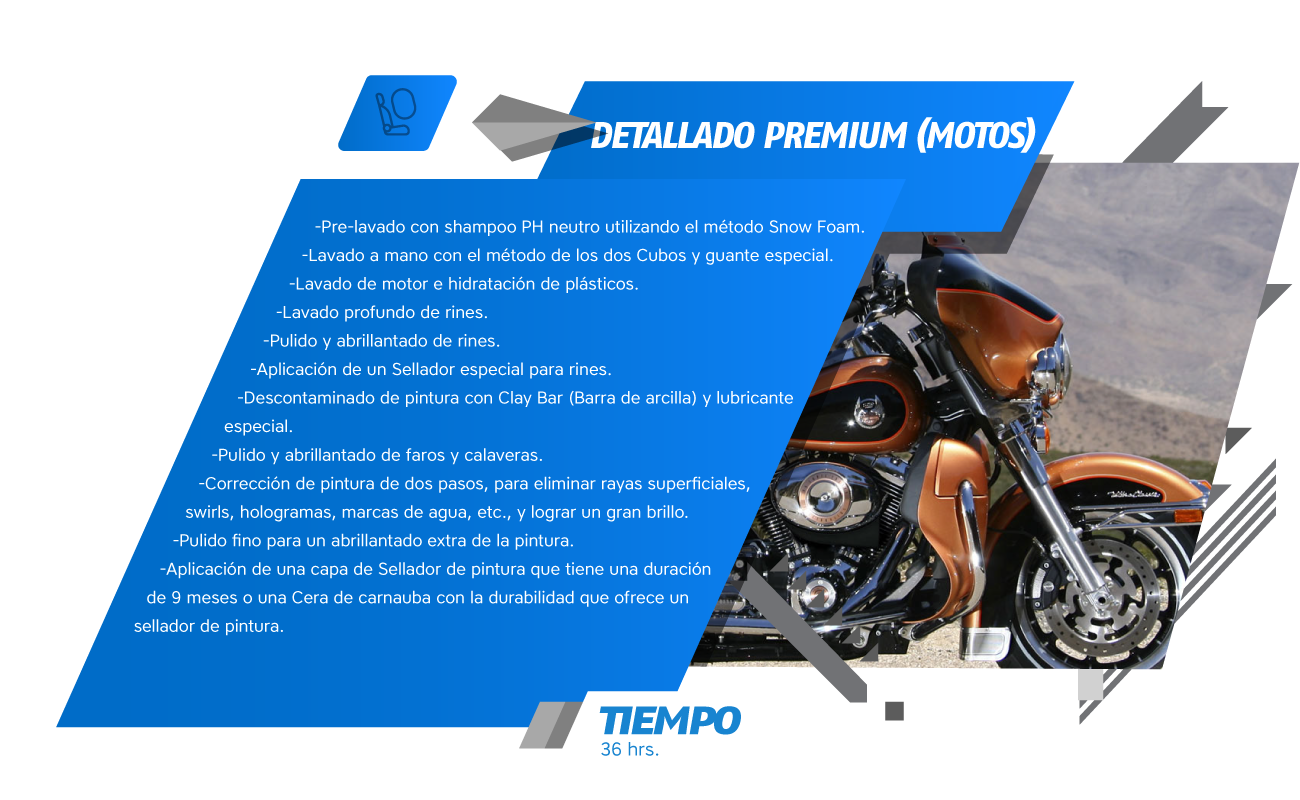 DETALLADO PREMIUM (MOTOS)
-Pre-lavado con shampoo PH neutro utilizando el método Snow Foam.
-Lavado a mano con el método de los dos Cubos y guante especial.
-Lavado de motor e hidratación de plásticos.
-Lavado profundo de rines.
-Pulido y abrillantado de rines.
-Aplicación de un Sellador especial para rines.
-Descontaminado de pintura con Clay Bar (Barra de arcilla) y lubricante
especial.
-Pulido y abrillantado de faros y calaveras.
-Corrección de pintura de dos pasos, para eliminar rayas superficiales,
swirls, hologramas, marcas de agua, etc., y lograr un gran brillo.
-Pulido fino para un abrillantado extra de la pintura.
-Aplicación de una capa de Sellador de pintura que tiene una duración
de 9 meses o una Cera de carnauba con la durabilidad que ofrece un
sellador de pintura.
TIEMPO
36 hrs.